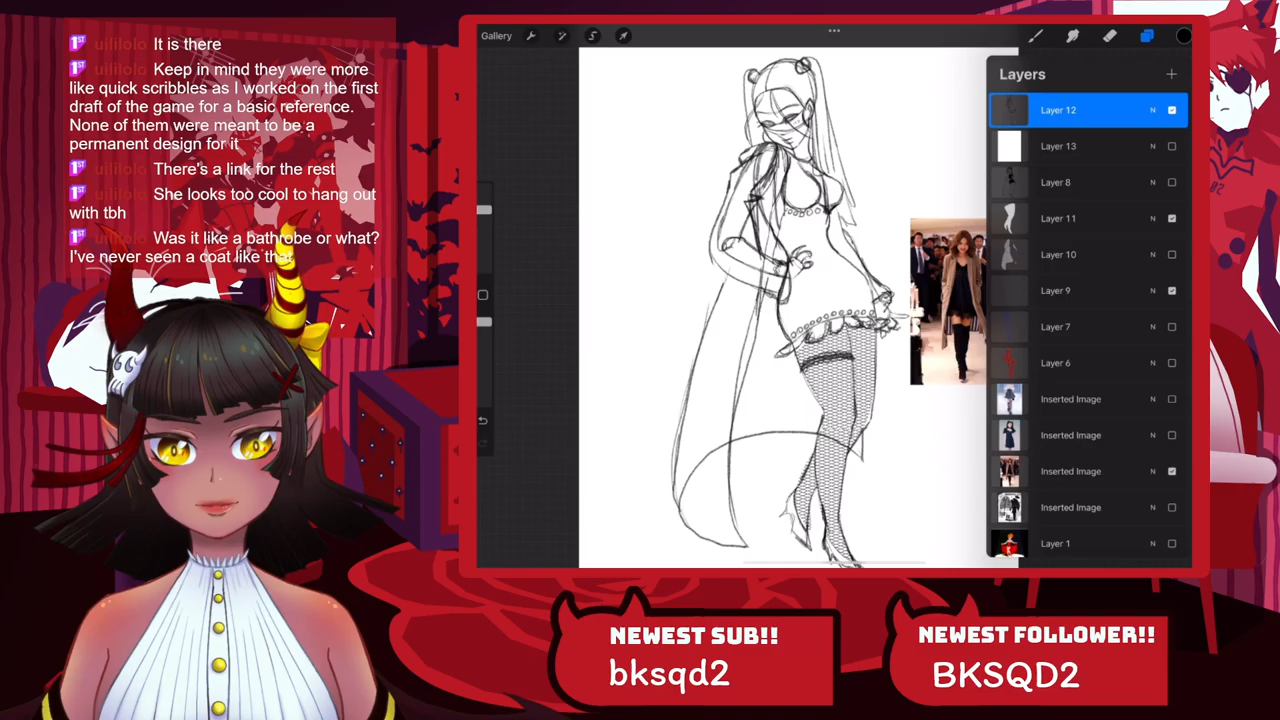 uililolo It is there
uililolo Keep in mind they were more
like quick scribbles as I worked on the first
draft of the game for a basic reference.
None of them were meant to be a
permanent design for it
uililolo There's a link for the rest
uililolo She looks too cool to hang out
with tbh
uililolo Was it like a bathrobe or what?
I've never seen a coat like that
Gallery
Layers
Layer 12 N
Layer 13 N
Layer 8 N
Layer 11 N
Layer 10 N
Layer 9 N
Layer 7 N
Layer 6 N
Inserted Image N
Inserted Image N
Inserted Image N
Inserted Image N
Layer 1 N
NEWEST SUB!!
bksqd2
NEWEST FOLLOWER!!
BKSQD2